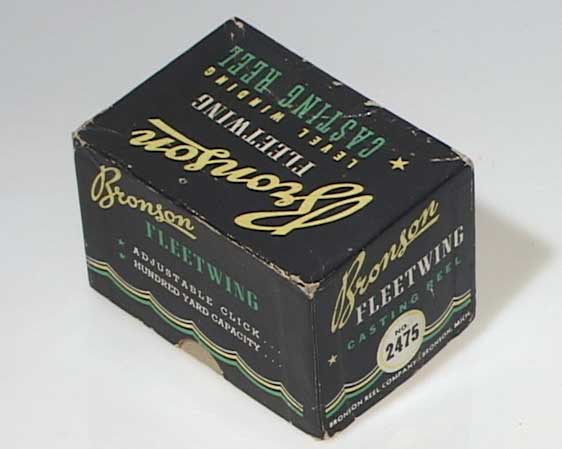 Bronson
FLEETWING
LEVEL WINDING
CASTING REEL
Bronson
FLEETWING
ADJUSTABLE CLICK....
HUNDRED YARD CAPACITY
Bronson
FLEETWING
CASTING REEL
NO.
2475
BRONSON REEL COMPANY, BRONSON, MICH.